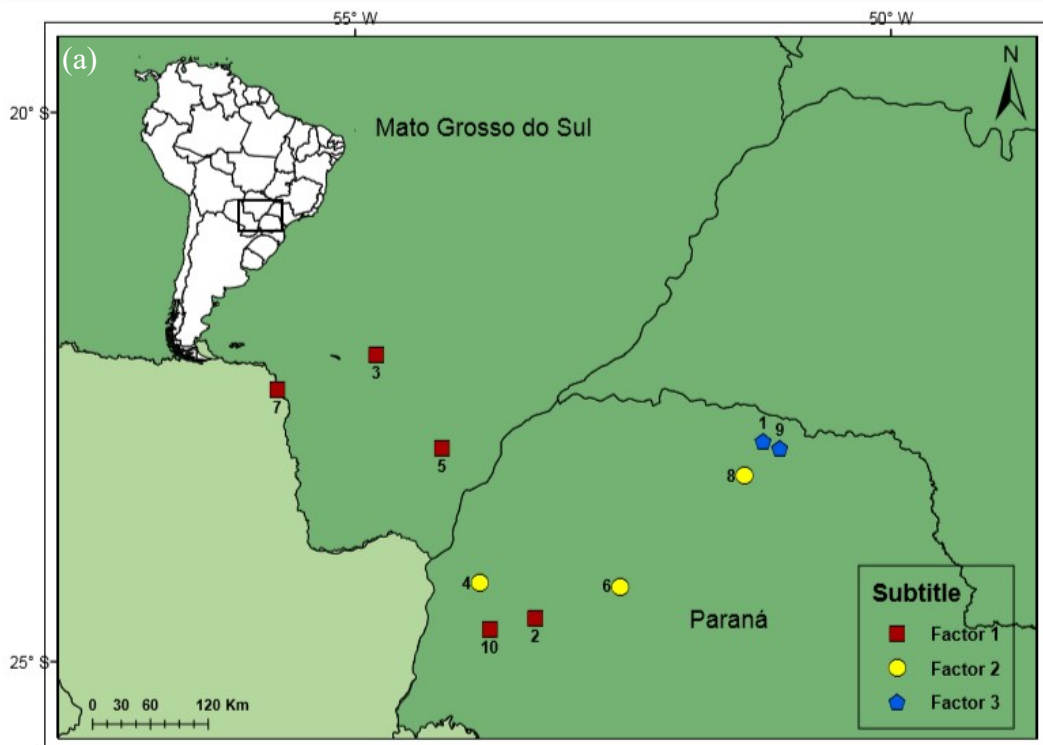 55° W
50° W
(a)
N
20° S
Mato Grosso do Sul
3
7
5
1
9
8
4
6
2
10
Paraná
25° S
0 30 60 120 Km
Subtitle
Factor 1
Factor 2
Factor 3